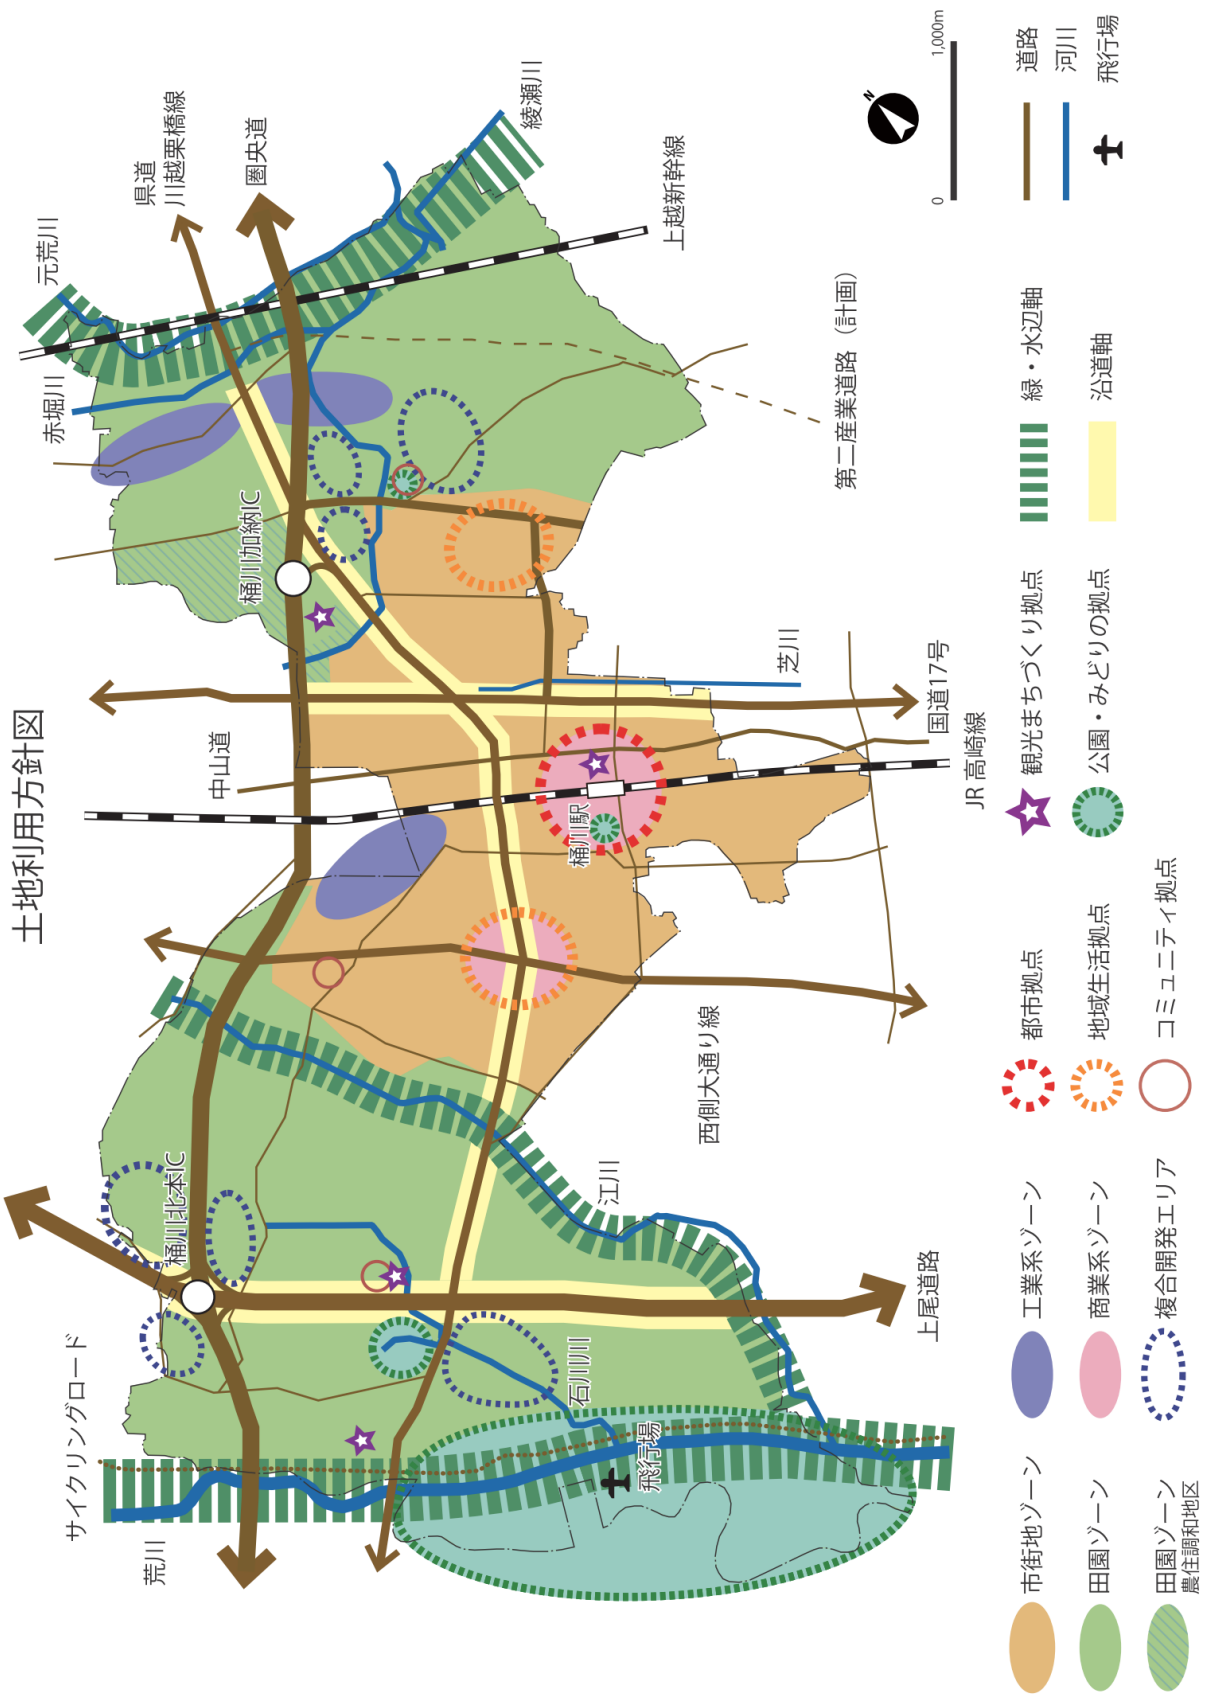 土地利用方針図
サイクリングロード
荒川
桶川北本IC
中山道
桶川加納IC
赤堀川
元荒川
県道
川越栗橋線
圏央道
綾瀬川
上越新幹線
第二産業道路（計画）
芝川
国道17号
JR高崎線
桶川駅
西側大通り線
江川
上尾道路
石川川
飛行場
N
0
1,000m
市街地ゾーン
田園ゾーン
田園ゾーン
農住調和地区
工業系ゾーン
商業系ゾーン
複合開発エリア
都市拠点
地域生活拠点
コミュニティ拠点
観光まちづくり拠点
公園・みどりの拠点
緑・水辺軸
沿道軸
道路
河川
飛行場